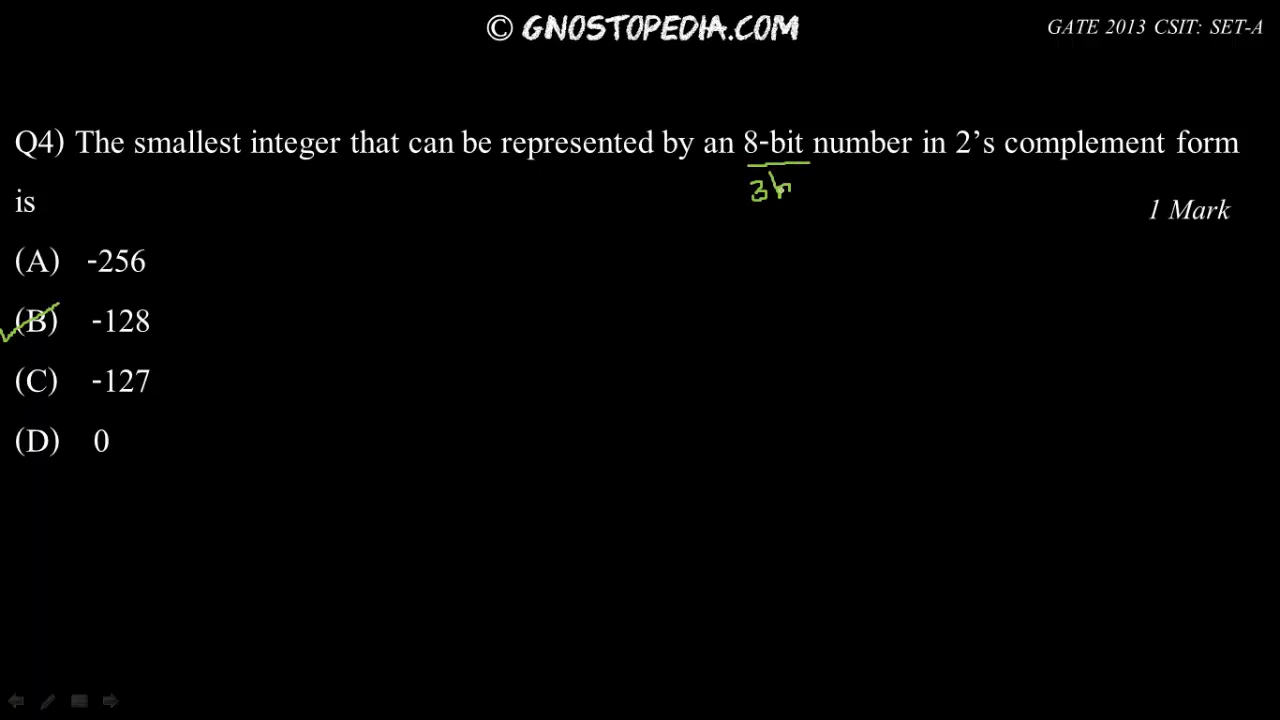 © GNOSTOPEDIA.COM
GATE 2013 CSIT: SET-A
Q4) The smallest integer that can be represented by an 8-bit number in 2’s complement form
3b
is
1 Mark
(A) -256
(B) -128
(C) -127
(D) 0